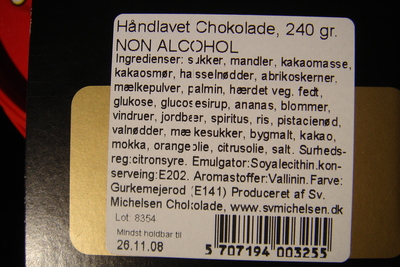 Håndlavet Chokolade, 240 gr.
NON ALCOHOL
Ingredienser: sukker, mandler, kakaomasse,
kakaosmør, hasselnødder, abrikoskerner,
mælkepulver, palmin, hærdet veg. fedt,
glukose, glucosesirup, ananas, blommer,
vindruer, jordbær, spiritus, ris, pistacienød,
valnødder, mælkesukker, bygmalt, kakao,
mokka, orangeolie, citrusolie, salt. Surheds-
reg:citronsyre. Emulgator:Soyalecithin.kon-
serveing:E202. Aromastoffer:Vallinin.Farve:
Gurkemejerod (E141) Produceret af Sv.
Michelsen Chokolade, www.svmichelsen.dk
Lot: 8354
Mindst holdbar til
26.11.08
5 707194 003255